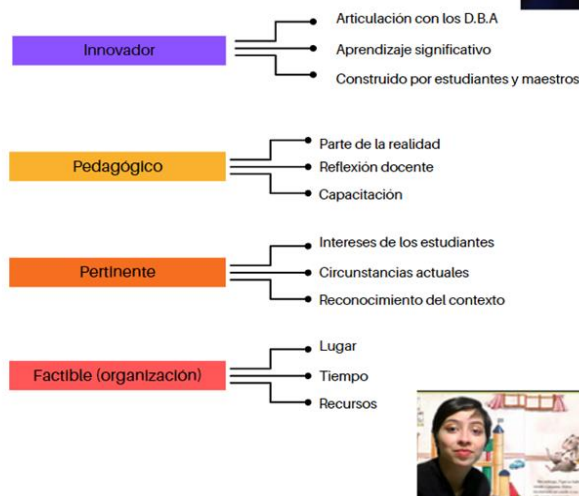 Innovador
Articulación con los D.B.A
Aprendizaje significativo
Construido por estudiantes y maestros
Pedagógico
Parte de la realidad
Reflexión docente
Capacitación
Pertinente
Intereses de los estudiantes
Circunstancias actuales
Reconocimiento del contexto
Factible (organización)
Lugar
Tiempo
Recursos